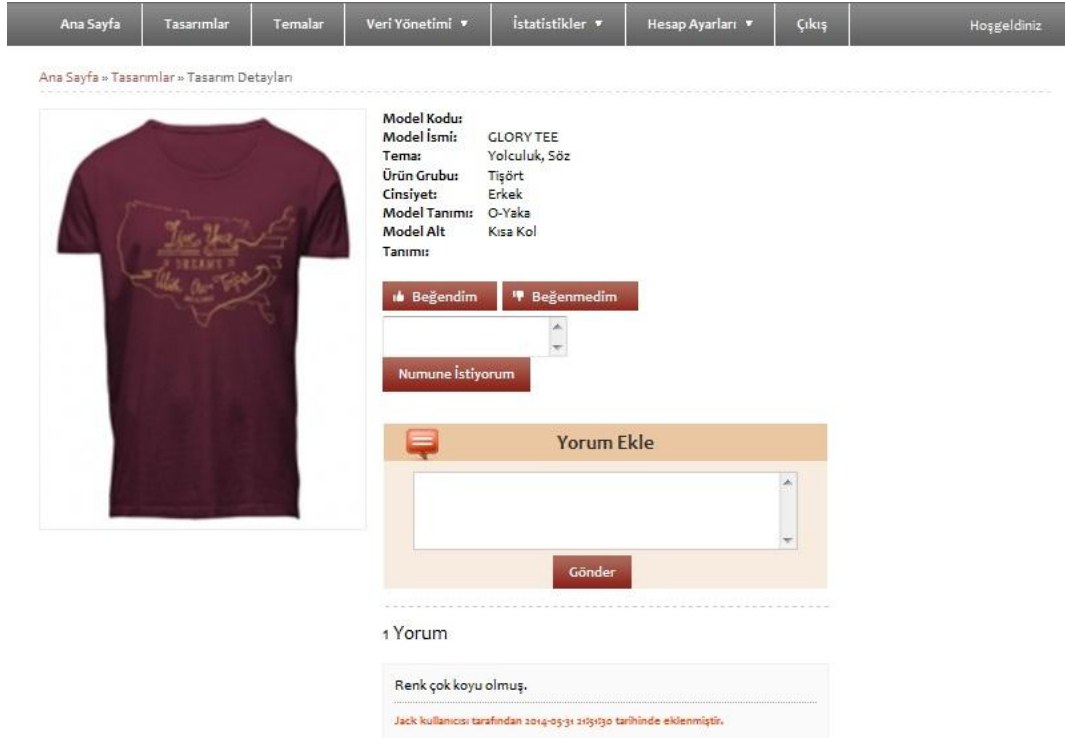 Ana Sayfa Tasarımlar Temalar Veri Yönetimi İstatistikler Hesap Ayarları Çıkış Hoşgeldiniz
Ana Sayfa » Tasarımlar » Tasarım Detayları
Model Kodu:
Model İsmi: GLORY TEE
Tema: Yolculuk, Söz
Ürün Grubu: Tişört
Cinsiyet: Erkek
Model Tanımı: O-Yaka
Model Alt Kısa Kol
Tanımı:
Live Your
DREAMS
Beğendim Beğenmedim
Numune İstiyorum
Yorum Ekle
Gönder
1 Yorum
Renk çok koyu olmuş.
Jack kullanıcısı tarafından 2014-05-31 21:51:30 tarihinde eklenmiştir.